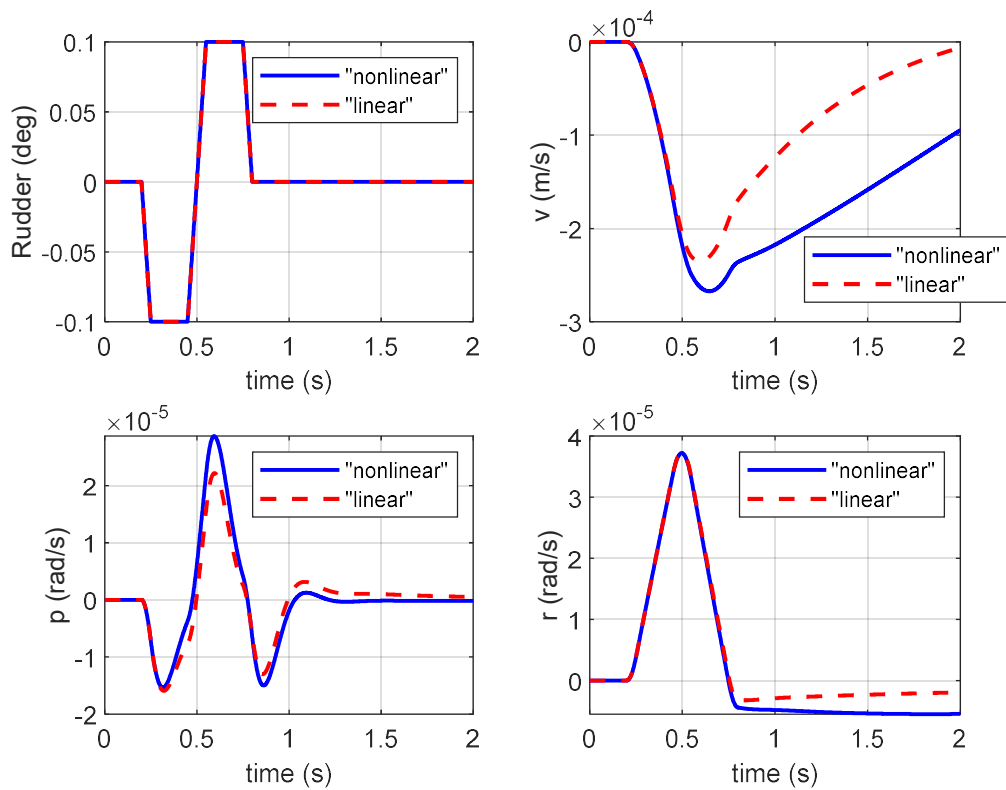 0.1
0.05
0
-0.05
-0.1
Rudder (deg)
"nonlinear"
"linear"
0 0.5 1 1.5 2
time (s)
×10-4
0
-1
-2
-3
v (m/s)
"nonlinear"
"linear"
0 0.5 1 1.5 2
time (s)
×10-5
2
1
0
-1
-2
p (rad/s)
"nonlinear"
"linear"
0 0.5 1 1.5 2
time (s)
×10-5
4
3
2
1
0
r (rad/s)
"nonlinear"
"linear"
0 0.5 1 1.5 2
time (s)